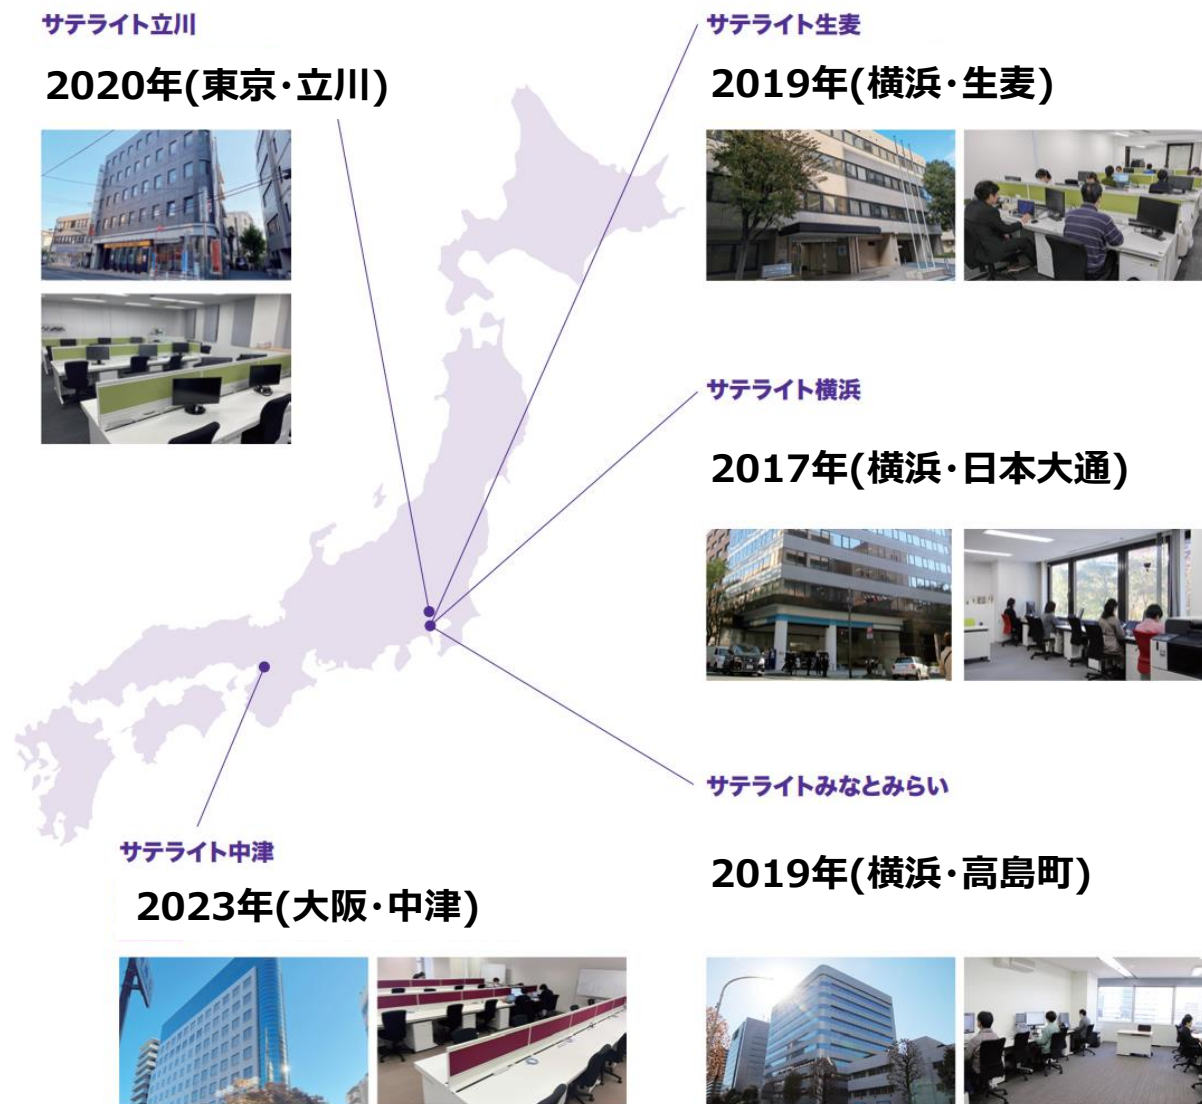 サテライト立川
2020年(東京・立川)
サテライト生麦
2019年(横浜・生麦)
サテライト横浜
2017年(横浜・日本大通)
サテライトみなとみらい
2019年(横浜・高島町)
サテライト中津
2023年(大阪・中津)